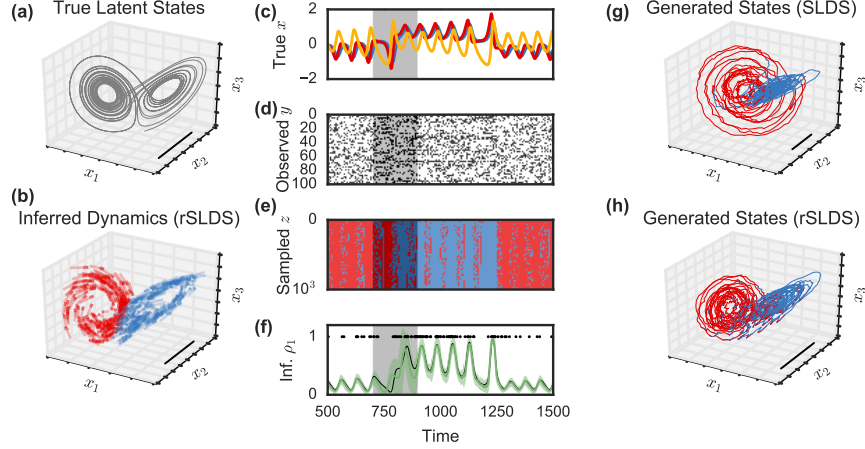 (a)
True Latent States
x₁
x₂
x₃
(b)
Inferred Dynamics (rSLDS)
x₁
x₂
x₃
(c)
True x
2
0
−2
(d)
Observed y
0
20
40
60
80
100
(e)
Sampled z
0
10³
(f)
Inf. ρ₁
1
0
500
750
1000
1250
1500
Time
(g)
Generated States (SLDS)
x₁
x₂
x₃
(h)
Generated States (rSLDS)
x₁
x₂
x₃